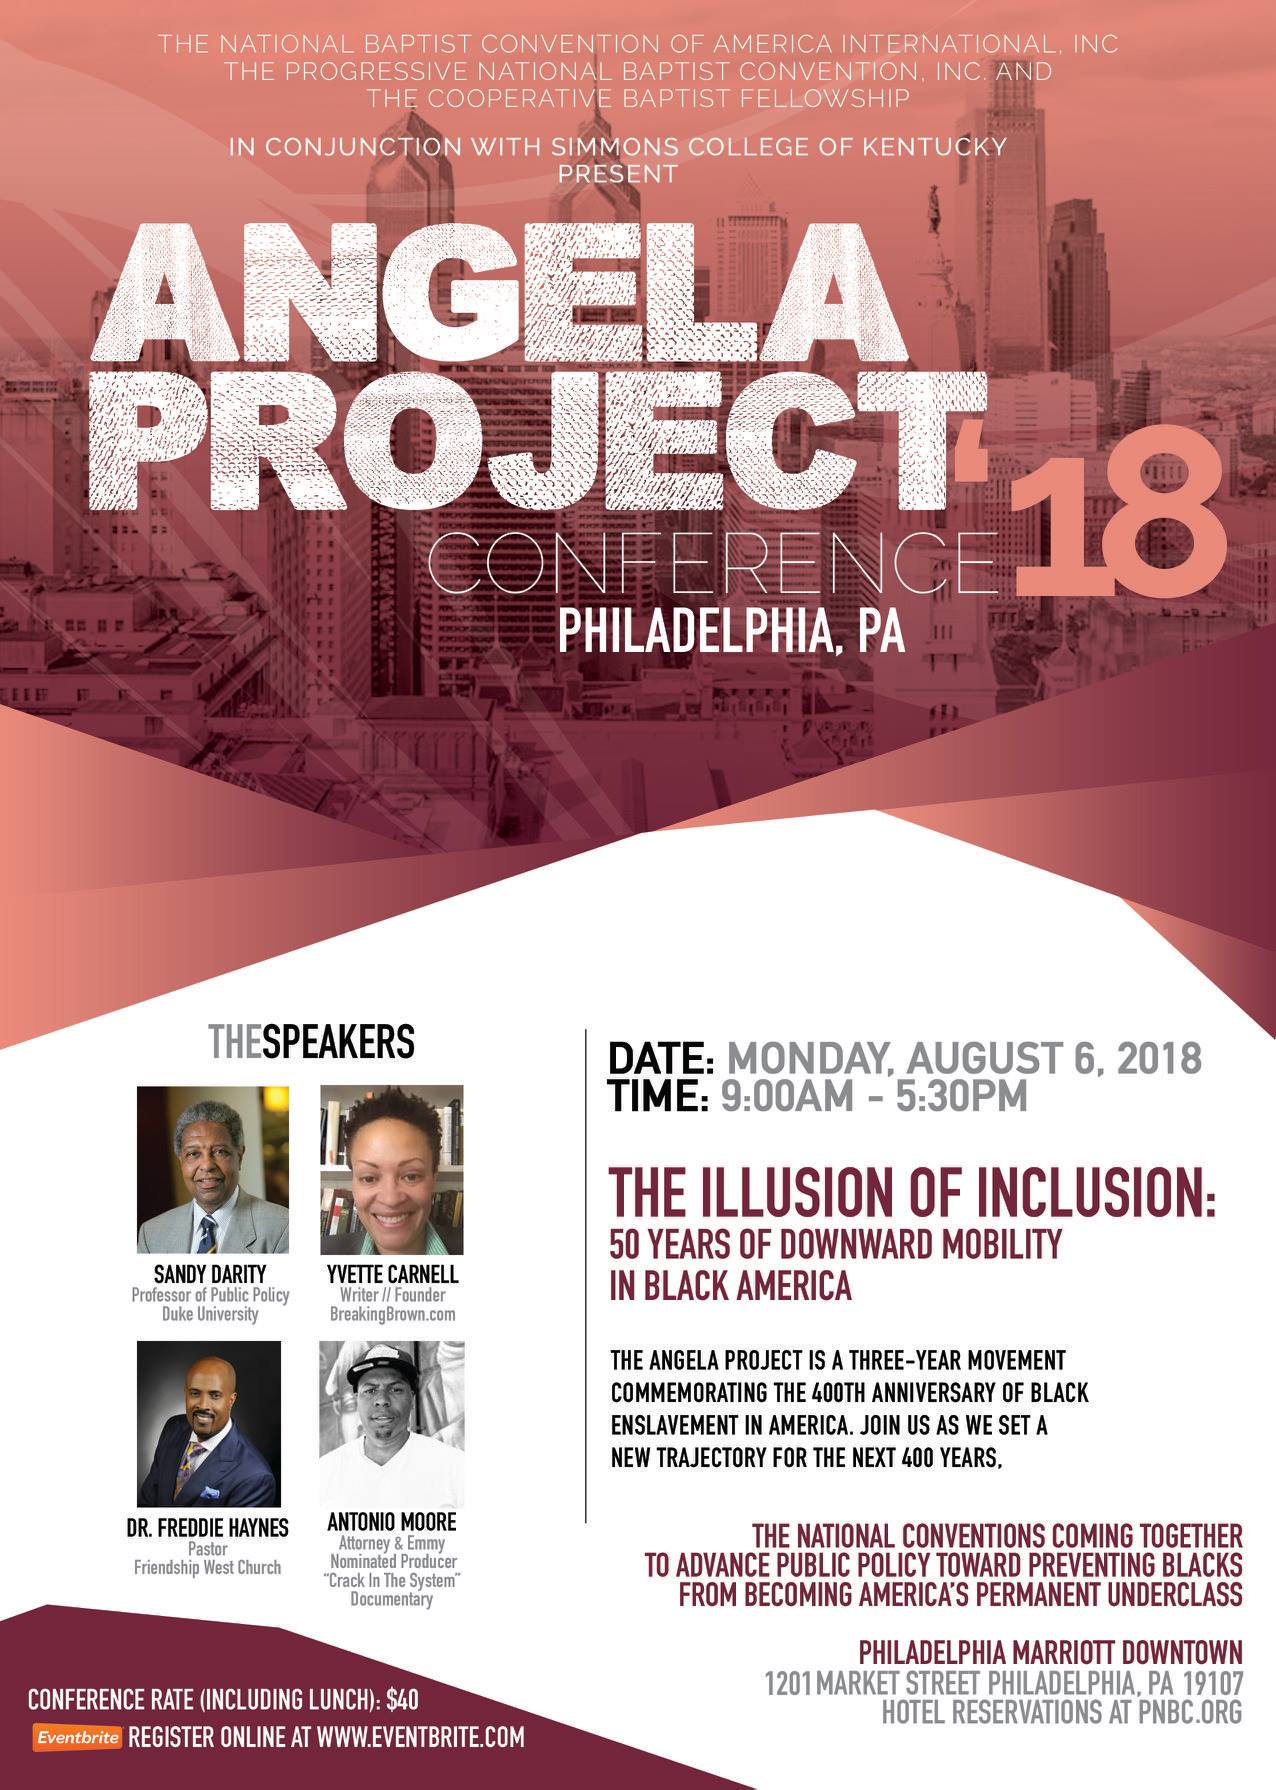 THE NATIONAL BAPTIST CONVENTION OF AMERICA INTERNATIONAL, INC
THE PROGRESSIVE NATIONAL BAPTIST CONVENTION, INC. AND
THE COOPERATIVE BAPTIST FELLOWSHIP
IN CONJUNCTION WITH SIMMONS COLLEGE OF KENTUCKY
PRESENT
ANGELA
PROJECT
CONFERENCE '18
PHILADELPHIA, PA
THESPEAKERS
SANDY DARITY
Professor of Public Policy
Duke University
YVETTE CARNELL
Writer // Founder
BreakingBrown.com
DR. FREDDIE HAYNES
Pastor
Friendship West Church
ANTONIO MOORE
Attorney & Emmy
Nominated Producer
“Crack In The System”
Documentary
DATE: MONDAY, AUGUST 6, 2018
TIME: 9:00AM - 5:30PM
THE ILLUSION OF INCLUSION:
50 YEARS OF DOWNWARD MOBILITY
IN BLACK AMERICA
THE ANGELA PROJECT IS A THREE-YEAR MOVEMENT
COMMEMORATING THE 400TH ANNIVERSARY OF BLACK
ENSLAVEMENT IN AMERICA. JOIN US AS WE SET A
NEW TRAJECTORY FOR THE NEXT 400 YEARS,
THE NATIONAL CONVENTIONS COMING TOGETHER
TO ADVANCE PUBLIC POLICY TOWARD PREVENTING BLACKS
FROM BECOMING AMERICA'S PERMANENT UNDERCLASS
PHILADELPHIA MARRIOTT DOWNTOWN
1201 MARKET STREET PHILADELPHIA, PA 19107
HOTEL RESERVATIONS AT PNBC.ORG
CONFERENCE RATE (INCLUDING LUNCH): $40
Eventbrite REGISTER ONLINE AT WWW.EVENTBRITE.COM